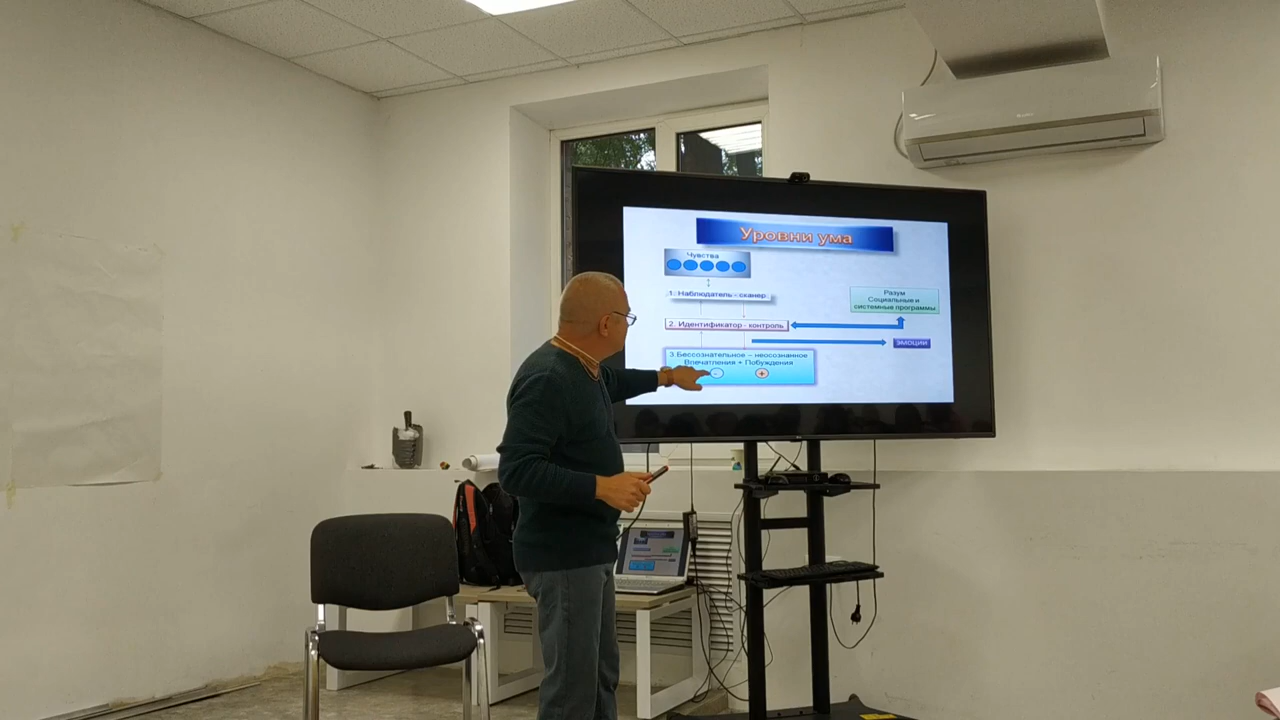 Уровни ума
Чувства
1. Наблюдатель - сканер
Разум
Социальные и
системные программы
2. Идентификатор - контроль
ЭМОЦИИ
3.Бессознательное – неосознанное
Впечатления + Побуждения
-
+